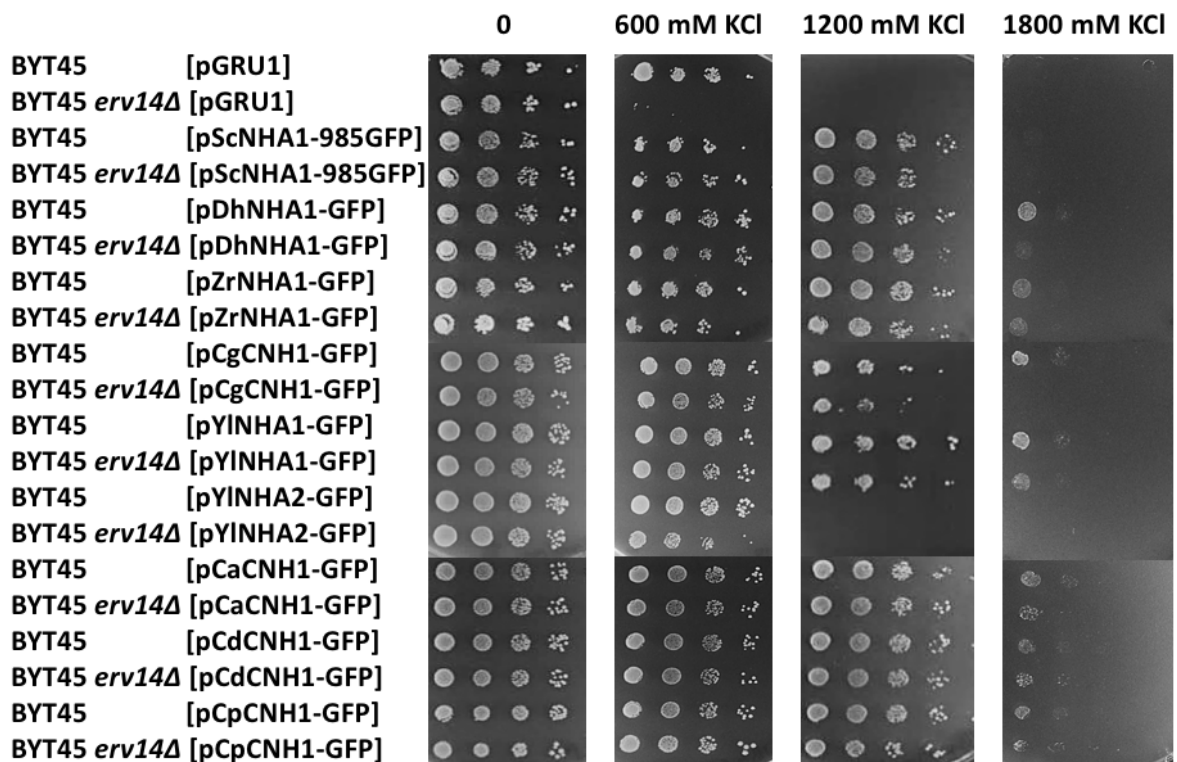 0 600 mM KCl 1200 mM KCl 1800 mM KCl
BYT45 [pGRU1]
BYT45 erv14Δ [pGRU1]
BYT45 [pScNHA1-985GFP]
BYT45 erv14Δ [pScNHA1-985GFP]
BYT45 [pDhNHA1-GFP]
BYT45 erv14Δ [pDhNHA1-GFP]
BYT45 [pZrNHA1-GFP]
BYT45 erv14Δ [pZrNHA1-GFP]
BYT45 [pCgCNH1-GFP]
BYT45 erv14Δ [pCgCNH1-GFP]
BYT45 [pYlNHA1-GFP]
BYT45 erv14Δ [pYlNHA1-GFP]
BYT45 [pYlNHA2-GFP]
BYT45 erv14Δ [pYlNHA2-GFP]
BYT45 [pCaCNH1-GFP]
BYT45 erv14Δ [pCaCNH1-GFP]
BYT45 [pCdCNH1-GFP]
BYT45 erv14Δ [pCdCNH1-GFP]
BYT45 [pCpCNH1-GFP]
BYT45 erv14Δ [pCpCNH1-GFP]